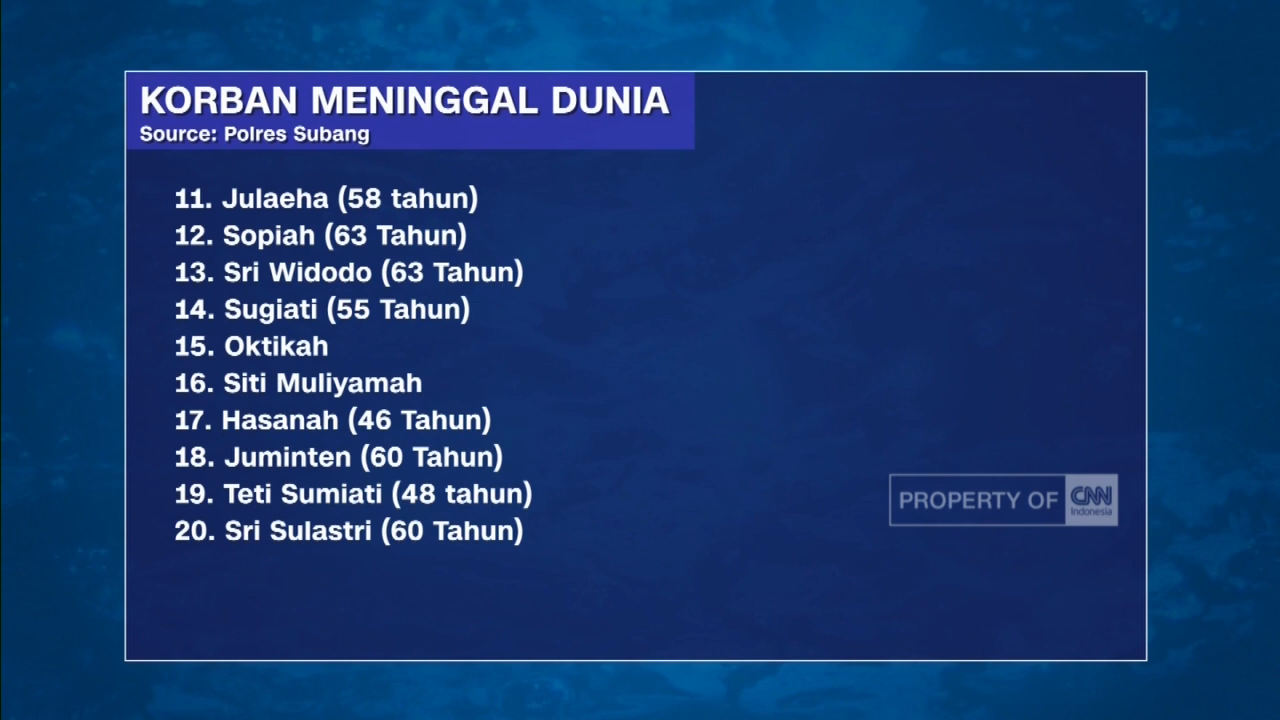 KORBAN MENINGGAL DUNIA
Source: Polres Subang
11. Julaeha (58 tahun)
12. Sopiah (63 Tahun)
13. Sri Widodo (63 Tahun)
14. Sugiati (55 Tahun)
15. Oktikah
16. Siti Muliyamah
17. Hasanah (46 Tahun)
18. Juminten (60 Tahun)
19. Teti Sumiati (48 tahun)
20. Sri Sulastri (60 Tahun)
PROPERTY OF CNN Indonesia